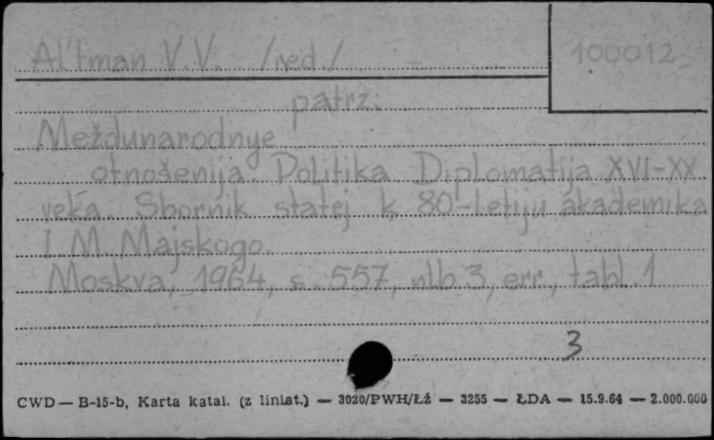 Al'tman V.V. /red./ 100012
patrz:
Meždunarodnye
otnošenija. Politika Diplomatija XVI-XX
veka. Sbornik statej k 80-letiju akademika
I.M. Majskogo.
Moskva, 1964, s. 557, nlb 3, err., tabl. 1
3
CWD — B-15-b, Karta katal. (z liniat.) — 3020/PWH/Łź — 3255 — ŁDA — 15.9.64 — 2.000.000